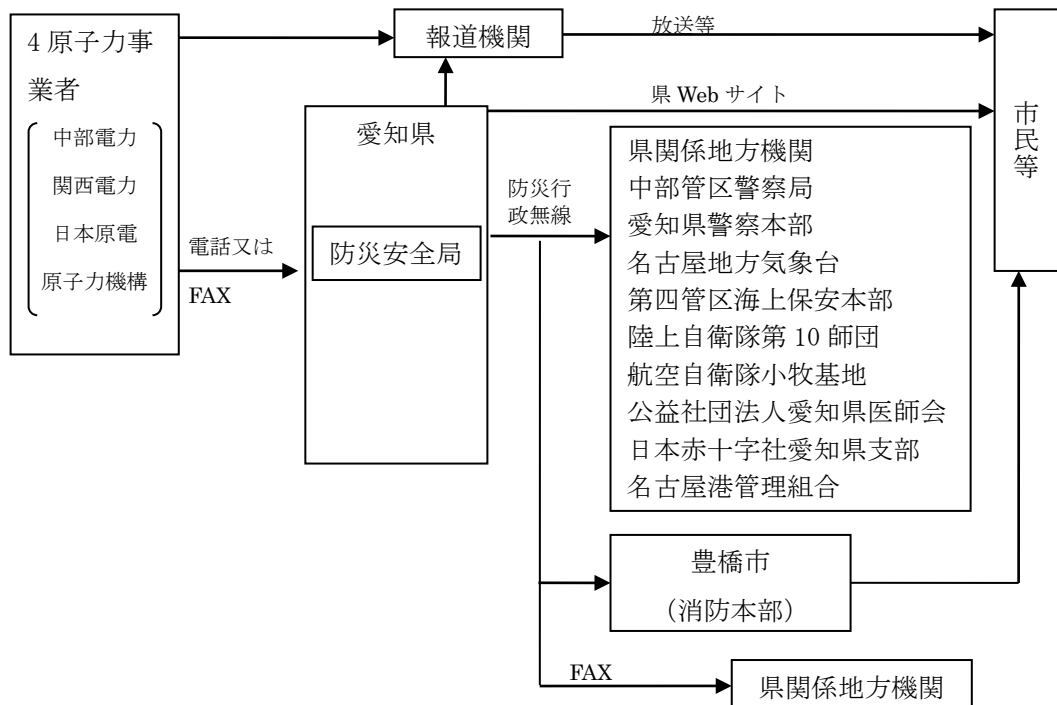 4 原子力事
業者
中部電力
関西電力
日本原電
原子力機構
電話又は
FAX
報道機関
放送等
県 Web サイト
愛知県
防災安全局
防災行
政無線
県関係地方機関
中部管区警察局
愛知県警察本部
名古屋地方気象台
第四管区海上保安本部
陸上自衛隊第 10 師団
航空自衛隊小牧基地
公益社団法人愛知県医師会
日本赤十字社愛知県支部
名古屋港管理組合
市民等
豊橋市
（消防本部）
FAX
県関係地方機関